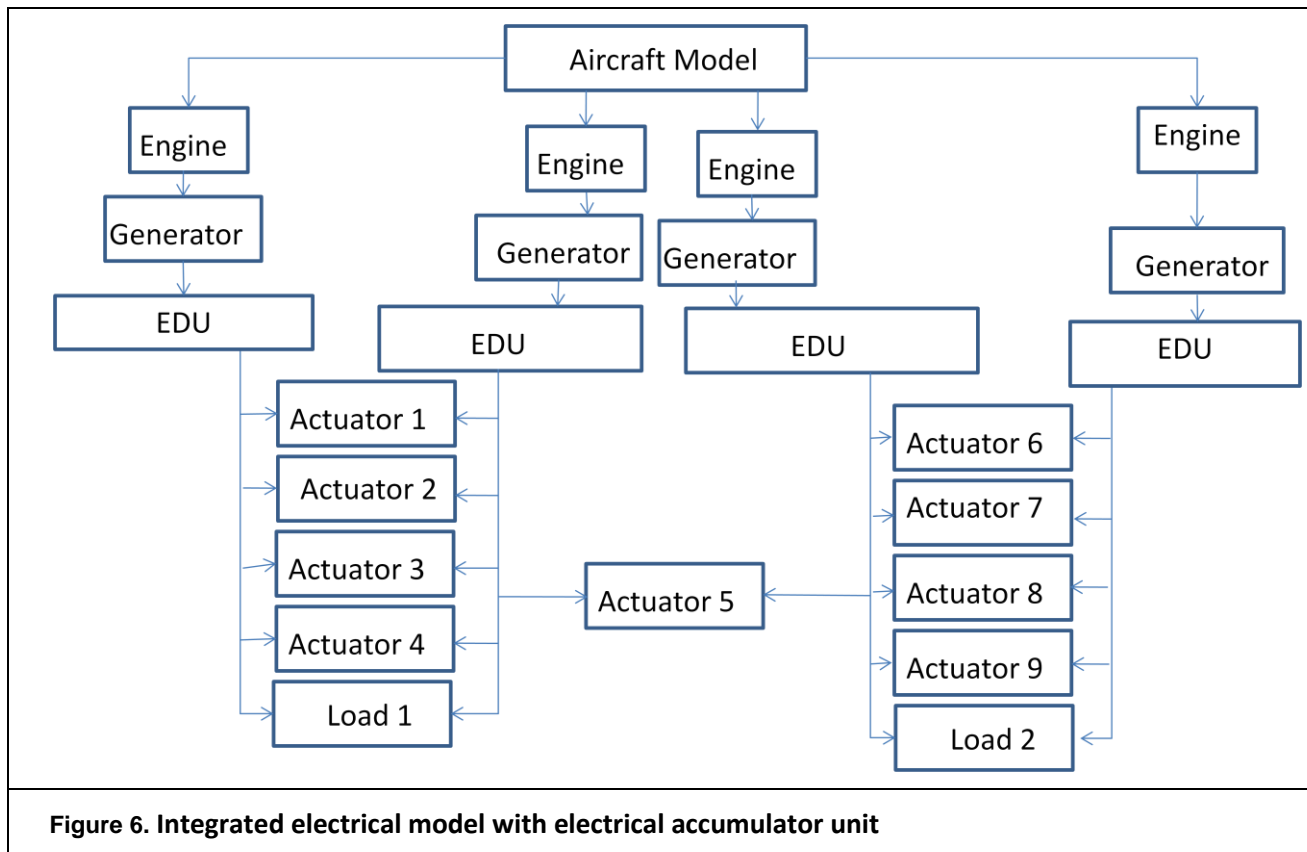 Aircraft Model
Engine
Engine
Engine
Engine
Generator
Generator
Generator
Generator
EDU
EDU
EDU
EDU
Actuator 1
Actuator 2
Actuator 3
Actuator 4
Load 1
Actuator 5
Actuator 6
Actuator 7
Actuator 8
Actuator 9
Load 2
Figure 6. Integrated electrical model with electrical accumulator unit